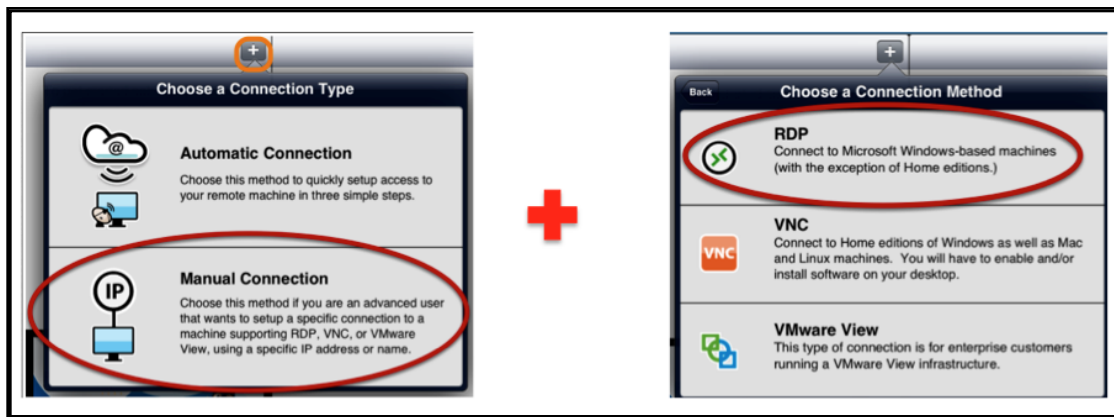 +
Choose a Connection Type
@
Automatic Connection
Choose this method to quickly setup access to
your remote machine in three simple steps.
IP
Manual Connection
Choose this method if you are an advanced user
that wants to setup a specific connection to a
machine supporting RDP, VNC, or VMware
View, using a specific IP address or name.
+
Back
Choose a Connection Method
RDP
Connect to Microsoft Windows-based machines
(with the exception of Home editions.)
VNC
VNC
Connect to Home editions of Windows as well as Mac
and Linux machines. You will have to enable and/or
install software on your desktop.
VMware View
This type of connection is for enterprise customers
running a VMware View infrastructure.